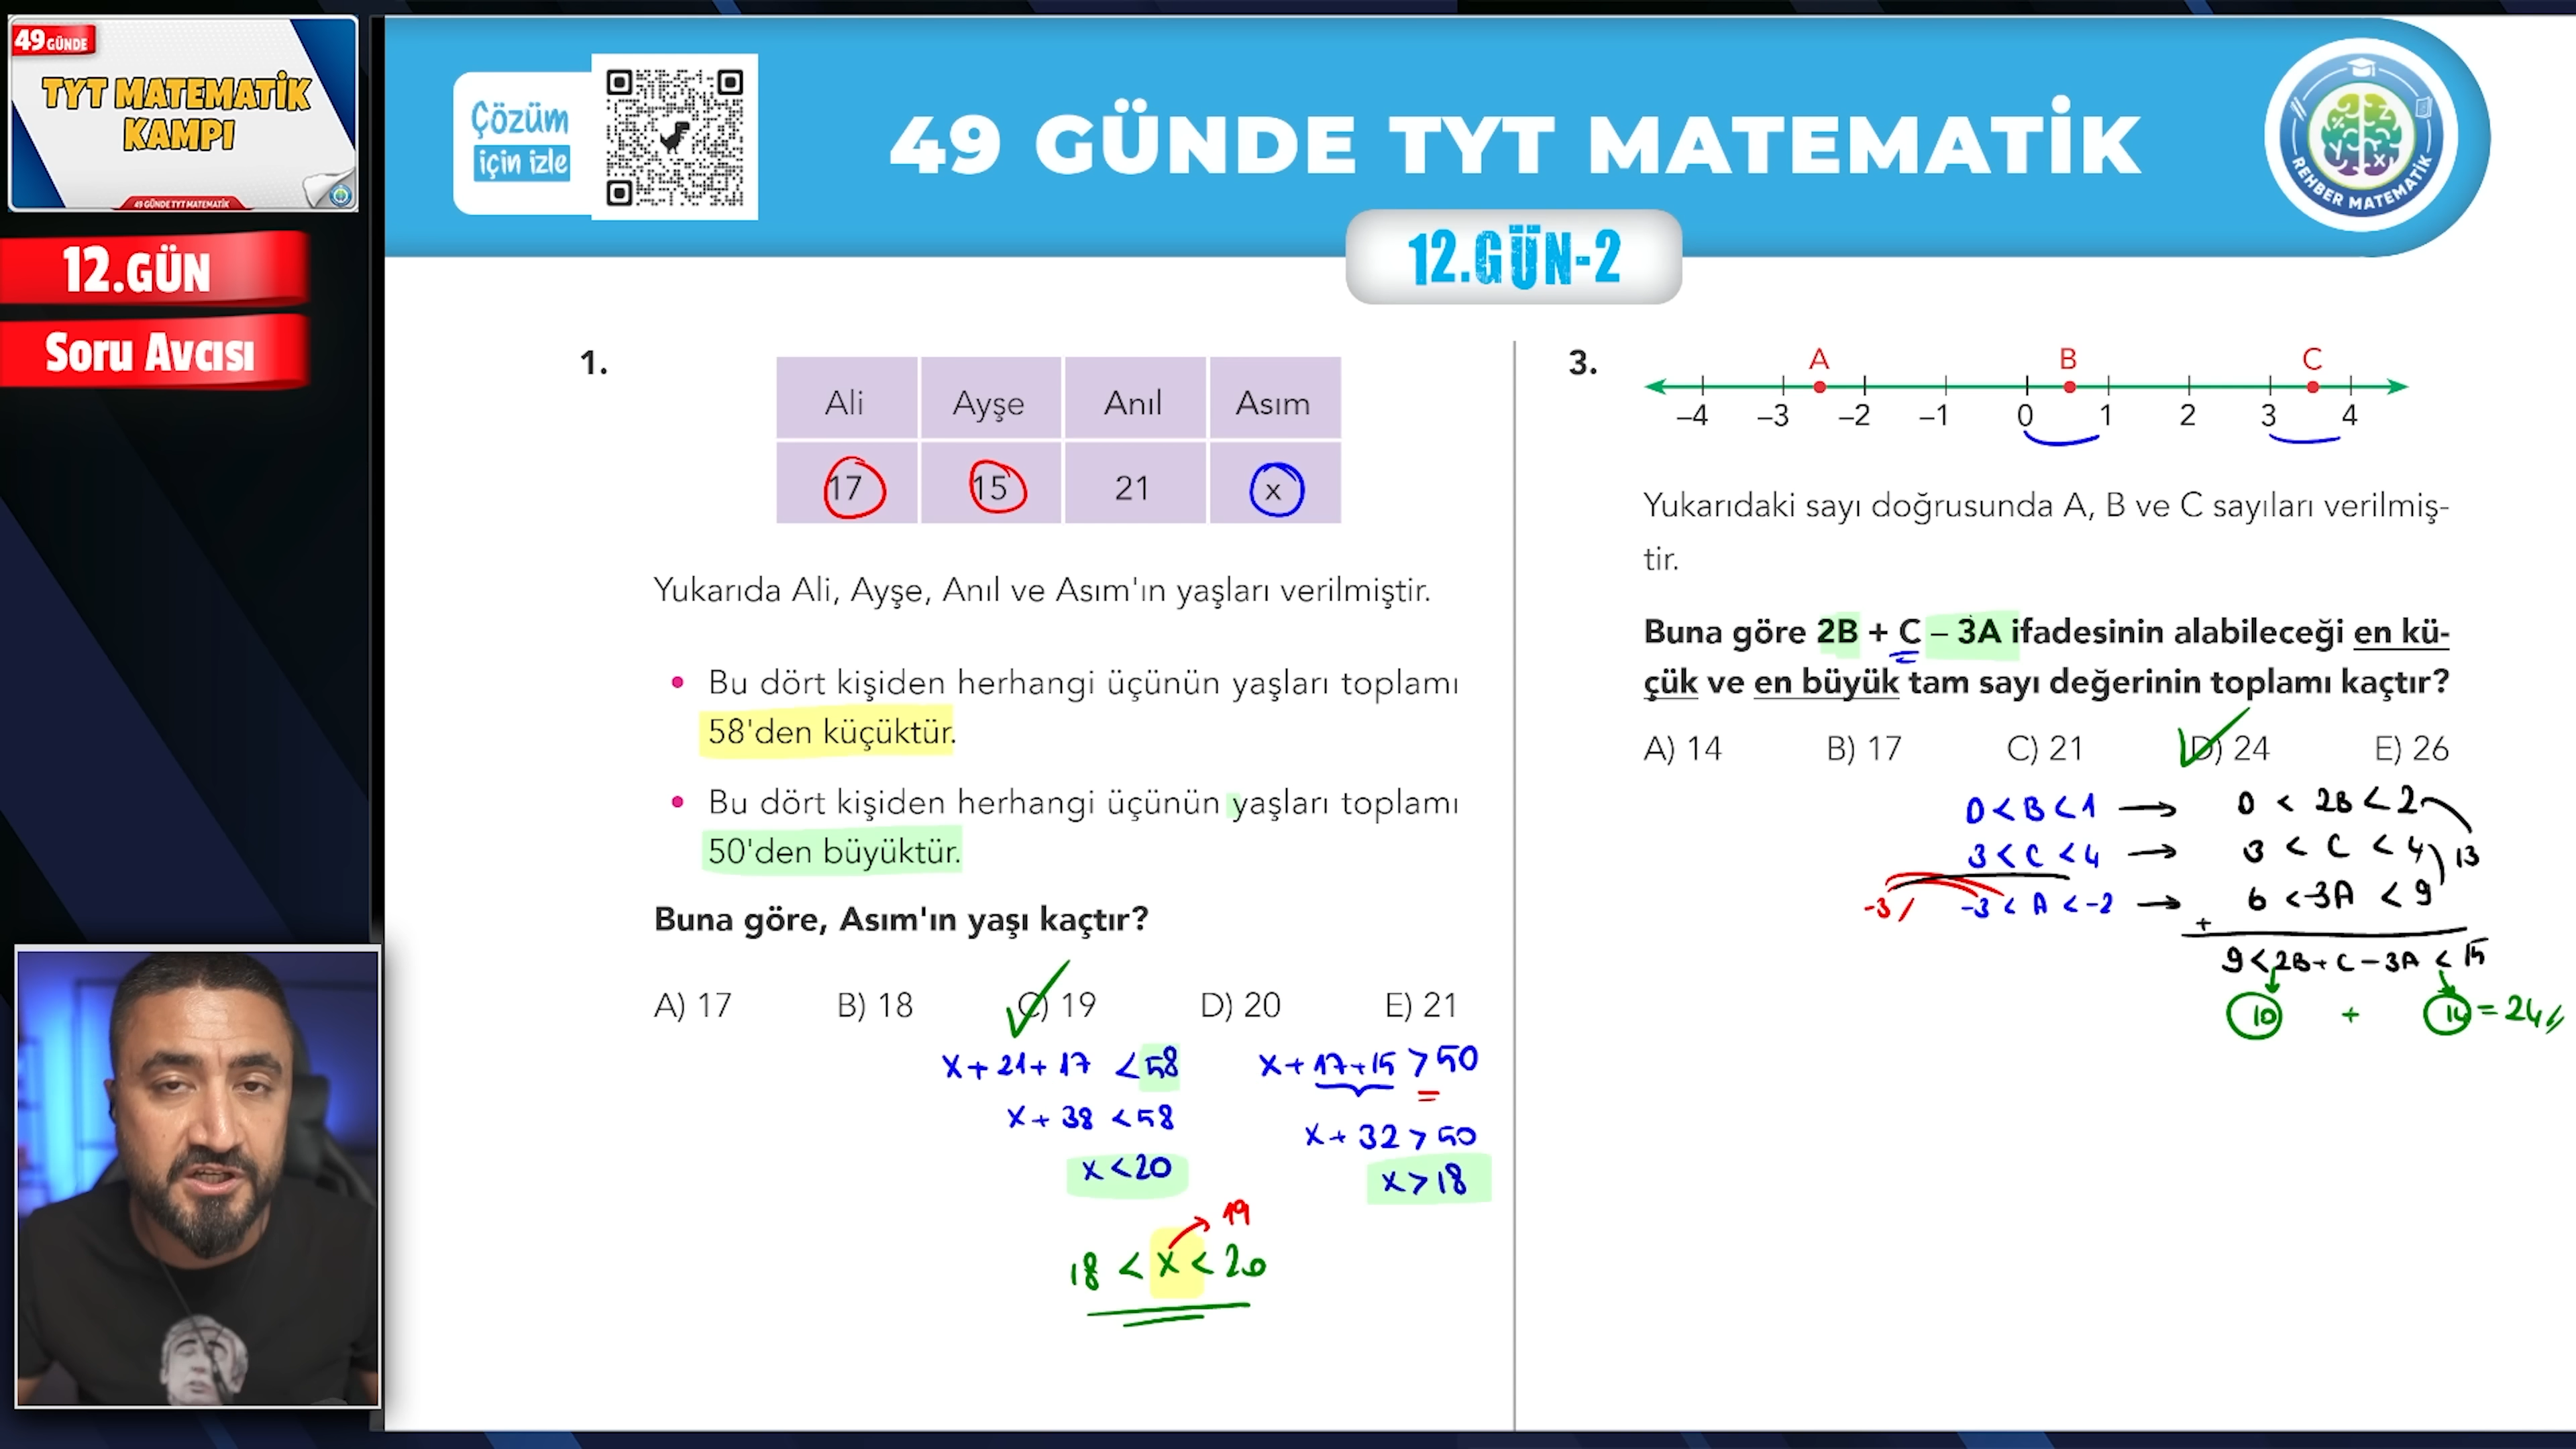 49 GÜNDE
TYT MATEMATİK
KAMPI
49 GÜNDE TYT MATEMATİK
12.GÜN
Soru Avcısı
Çözüm
için izle
49 GÜNDE TYT MATEMATİK
REHBER MATEMATİK
12.GÜN-2
1.
Ali Ayşe Anıl Asım
17 15 21 x
Yukarıda Ali, Ayşe, Anıl ve Asım'ın yaşları verilmiştir.
• Bu dört kişiden herhangi üçünün yaşları toplamı
58'den küçüktür.
• Bu dört kişiden herhangi üçünün yaşları toplamı
50'den büyüktür.
Buna göre, Asım'ın yaşı kaçtır?
A) 17 B) 18 C) 19 D) 20 E) 21
x + 21 + 17 < 58
x + 38 < 58
x < 20
x + 17 + 15 > 50
=
x + 32 > 50
x > 18
19
18 < x < 20
3.
A B C
–4 –3 –2 –1 0 1 2 3 4
Yukarıdaki sayı doğrusunda A, B ve C sayıları verilmiş-
tir.
Buna göre 2B + C – 3A ifadesinin alabileceği en kü-
çük ve en büyük tam sayı değerinin toplamı kaçtır?
A) 14 B) 17 C) 21 D) 24 E) 26
0 < B < 1 → 0 < 2B < 2
3 < C < 4 → 3 < C < 4 13
-3 / -3 < A < -2 → 6 < -3A < 9
+
9 < 2B + C - 3A < 15
10 + 14 = 24 //